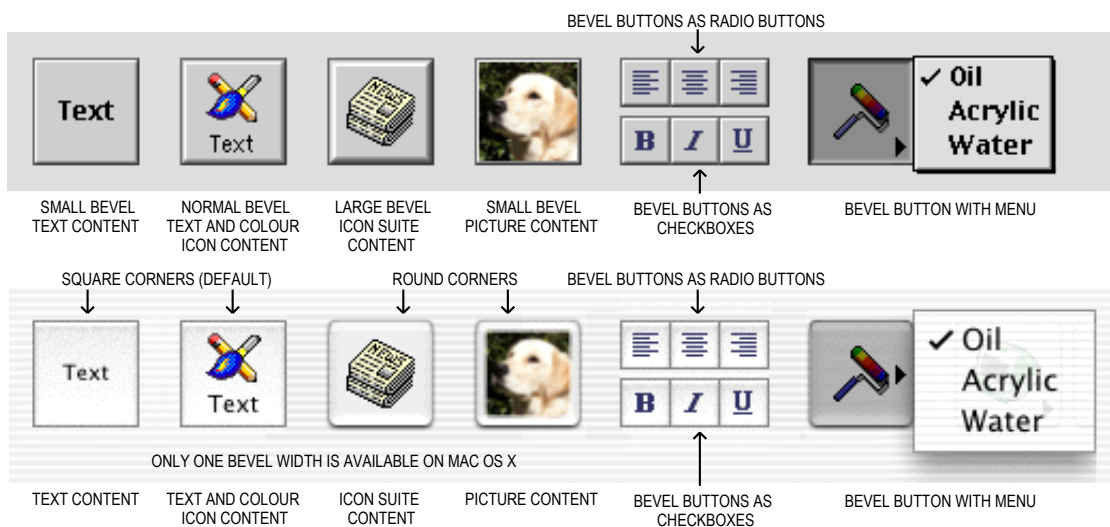 BEVEL BUTTONS AS RADIO BUTTONS
Text
Text
NEWS
B I U
✓ Oil
Acrylic
Water
SMALL BEVEL
TEXT CONTENT
NORMAL BEVEL
TEXT AND COLOUR
ICON CONTENT
LARGE BEVEL
ICON SUITE
CONTENT
SMALL BEVEL
PICTURE CONTENT
BEVEL BUTTONS AS
CHECKBOXES
BEVEL BUTTON WITH MENU
SQUARE CORNERS (DEFAULT)
ROUND CORNERS
BEVEL BUTTONS AS RADIO BUTTONS
Text
Text
NEWS
B I U
✓ Oil
Acrylic
Water
ONLY ONE BEVEL WIDTH IS AVAILABLE ON MAC OS X
TEXT CONTENT
TEXT AND COLOUR
ICON CONTENT
ICON SUITE
CONTENT
PICTURE CONTENT
BEVEL BUTTONS AS
CHECKBOXES
BEVEL BUTTON WITH MENU